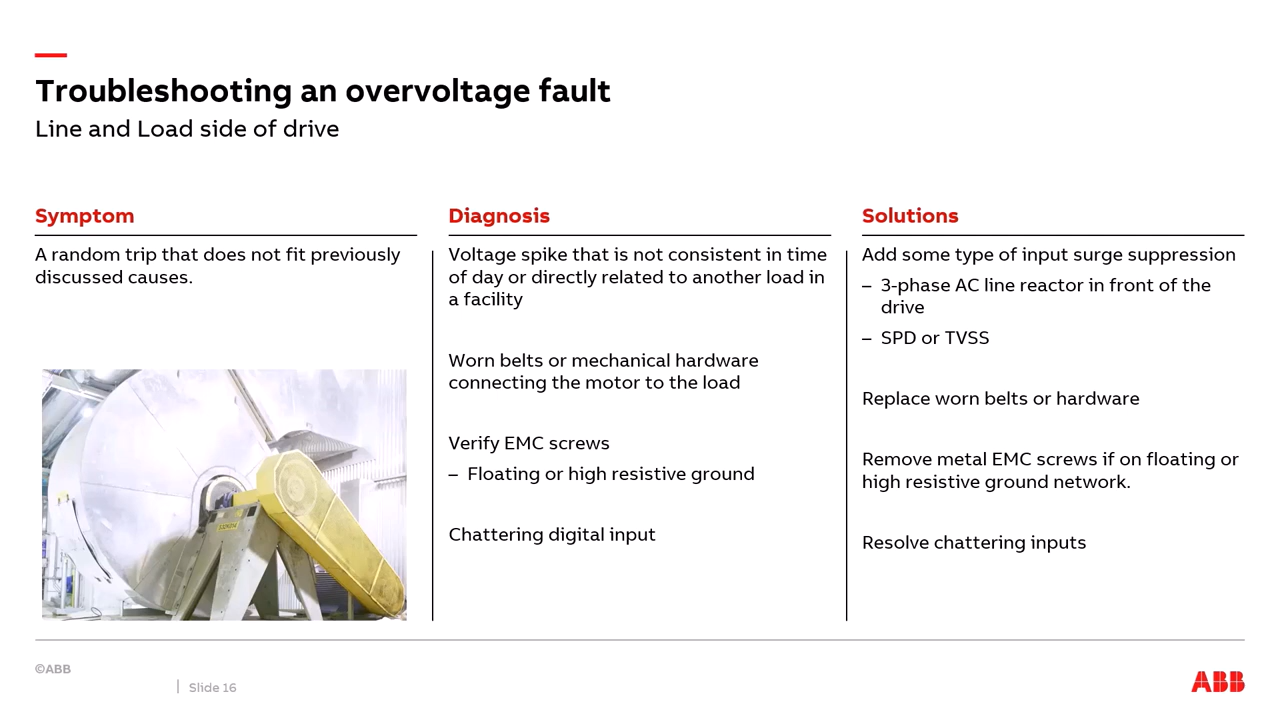 Troubleshooting an overvoltage fault
Line and Load side of drive
Symptom
A random trip that does not fit previously
discussed causes.
Diagnosis
Voltage spike that is not consistent in time
of day or directly related to another load in
a facility
Worn belts or mechanical hardware
connecting the motor to the load
Verify EMC screws
– Floating or high resistive ground
Chattering digital input
Solutions
Add some type of input surge suppression
– 3-phase AC line reactor in front of the
drive
– SPD or TVSS
Replace worn belts or hardware
Remove metal EMC screws if on floating or
high resistive ground network.
Resolve chattering inputs
©ABB
Slide 16
ABB